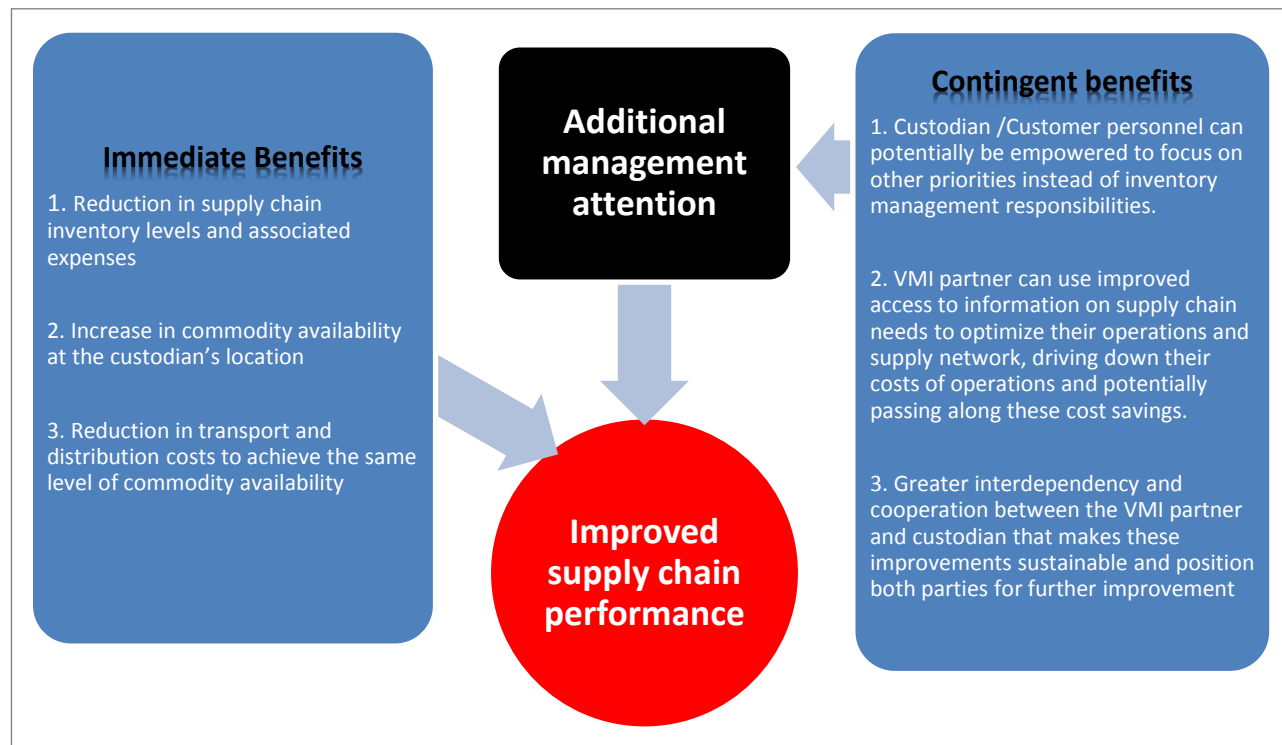 Immediate Benefits
1. Reduction in supply chain
inventory levels and associated
expenses
2. Increase in commodity availability
at the custodian’s location
3. Reduction in transport and
distribution costs to achieve the same
level of commodity availability
Additional
management
attention
Improved
supply chain
performance
Contingent benefits
1. Custodian /Customer personnel can
potentially be empowered to focus on
other priorities instead of inventory
management responsibilities.
2. VMI partner can use improved
access to information on supply chain
needs to optimize their operations and
supply network, driving down their
costs of operations and potentially
passing along these cost savings.
3. Greater interdependency and
cooperation between the VMI partner
and custodian that makes these
improvements sustainable and position
both parties for further improvement